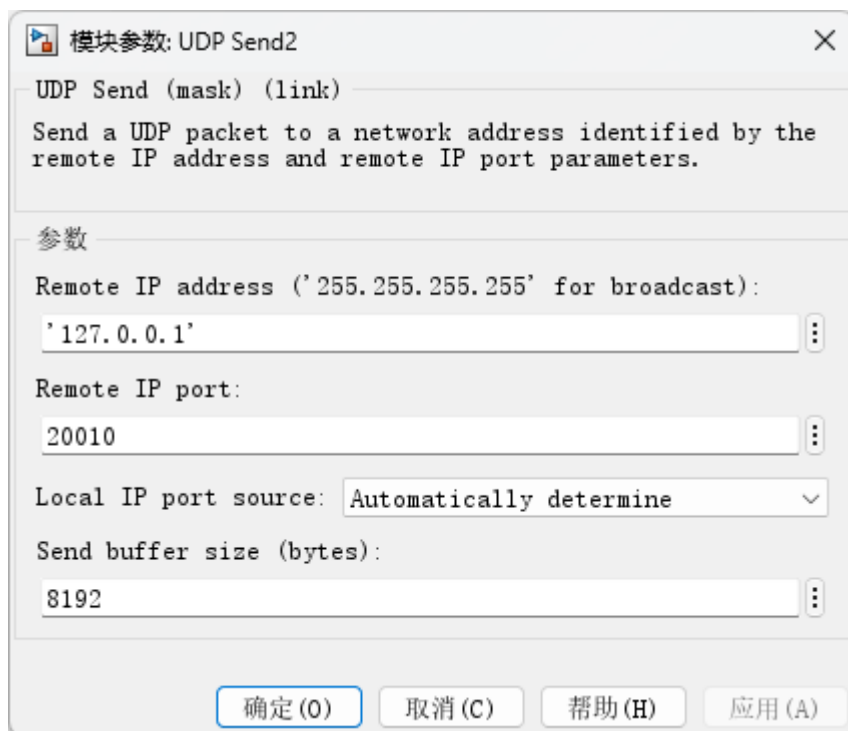 模块参数: UDP Send2
UDP Send (mask) (link)
Send a UDP packet to a network address identified by the
remote IP address and remote IP port parameters.
参数
Remote IP address ('255.255.255.255' for broadcast):
'127.0.0.1'
Remote IP port:
20010
Local IP port source: Automatically determine
Send buffer size (bytes):
8192
确定(O) 取消(C) 帮助(H) 应用(A)